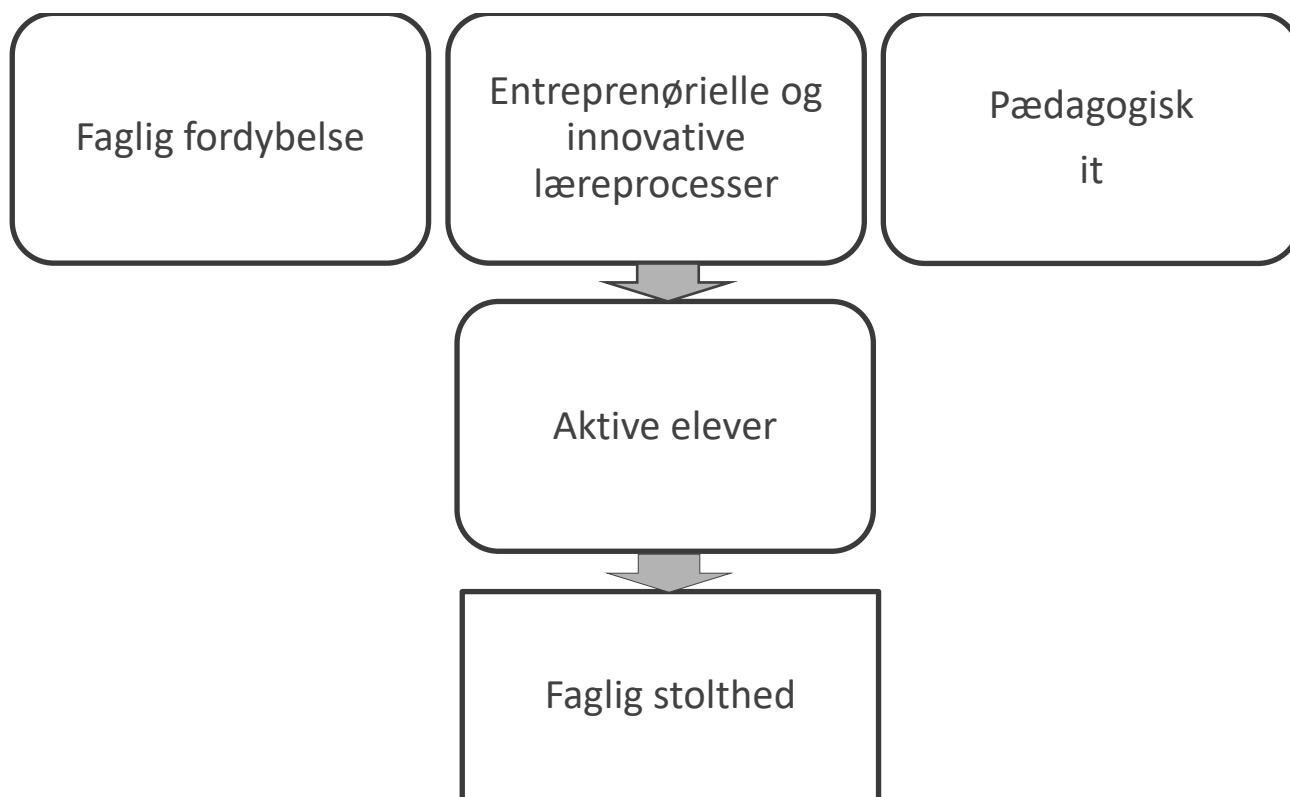 Faglig fordybelse
Entreprenørielle og
innovative
læreprocesser
Pædagogisk
it
Aktive elever
Faglig stolthed